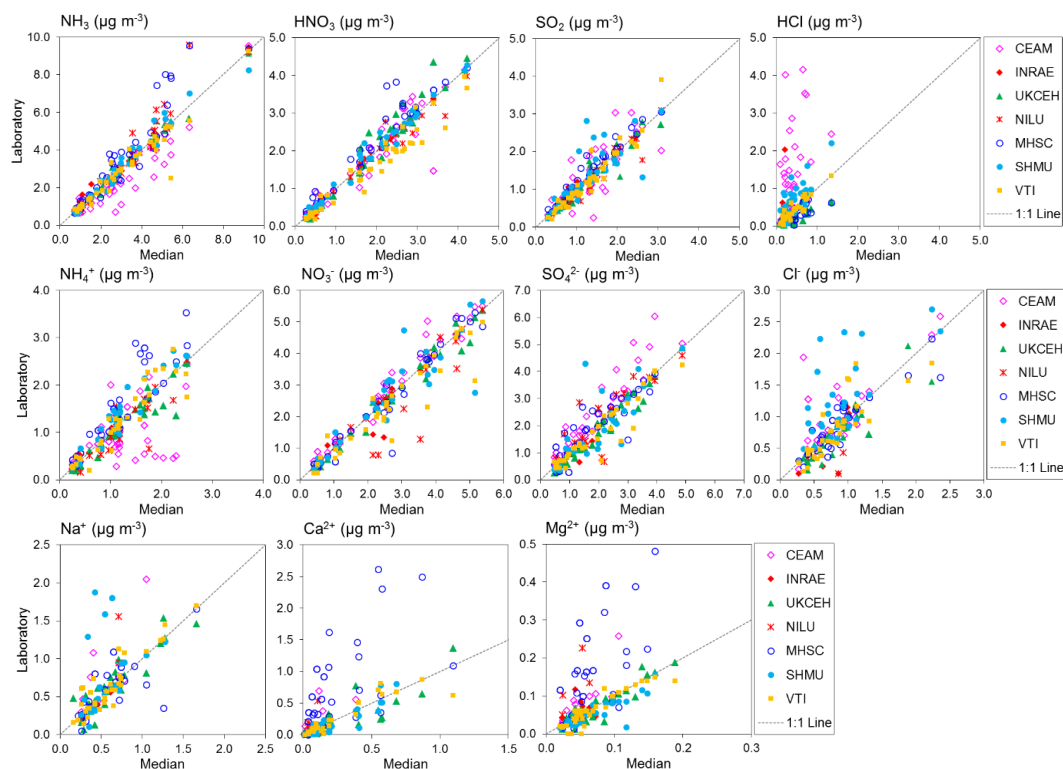 NH₃ (µg m⁻³)
HNO₃ (µg m⁻³)
SO₂ (µg m⁻³)
HCl (µg m⁻³)
Laboratory
10.0
8.0
6.0
4.0
2.0
0.0
0.0 2.0 4.0 6.0 8.0 10
Median
5.0
4.0
3.0
2.0
1.0
0.0
0.0 1.0 2.0 3.0 4.0 5.0
Median
5.0
4.0
3.0
2.0
1.0
0.0
0.0 1.0 2.0 3.0 4.0 5.0
Median
5.0
4.0
3.0
2.0
1.0
0.0
0.0 1.0 2.0 3.0 4.0 5.0
Median
CEAM
INRAE
UKCEH
NILU
MHSC
SHMU
VTI
1:1 Line
NH₄⁺ (µg m⁻³)
NO₃⁻ (µg m⁻³)
SO₄²⁻ (µg m⁻³)
Cl⁻ (µg m⁻³)
Laboratory
4.0
3.0
2.0
1.0
0.0
0.0 1.0 2.0 3.0 4.0
Median
6.0
5.0
4.0
3.0
2.0
1.0
0.0
0.0 1.0 2.0 3.0 4.0 5.0 6.0
Median
7.0
6.0
5.0
4.0
3.0
2.0
1.0
0.0
0.0 1.0 2.0 3.0 4.0 5.0 6.0 7.0
Median
3.0
2.5
2.0
1.5
1.0
0.5
0.0
0.0 0.5 1.0 1.5 2.0 2.5 3.0
Median
CEAM
INRAE
UKCEH
NILU
MHSC
SHMU
VTI
1:1 Line
Na⁺ (µg m⁻³)
Ca²⁺ (µg m⁻³)
Mg²⁺ (µg m⁻³)
Laboratory
2.5
2.0
1.5
1.0
0.5
0.0
0.0 0.5 1.0 1.5 2.0 2.5
Median
3.0
2.5
2.0
1.5
1.0
0.5
0.0
0.0 0.5 1.0 1.5
Median
0.5
0.4
0.3
0.2
0.1
0.0
0.0 0.1 0.2 0.3
Median
CEAM
INRAE
UKCEH
NILU
MHSC
SHMU
VTI
1:1 Line